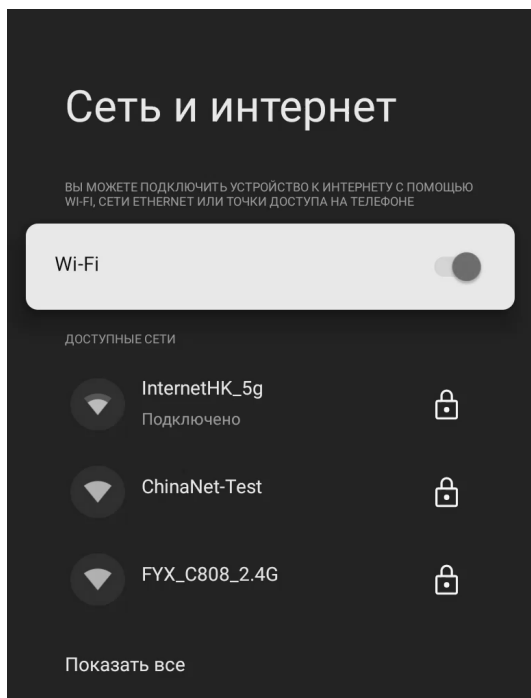 Сеть и интернет
ВЫ МОЖЕТЕ ПОДКЛЮЧИТЬ УСТРОЙСТВО К ИНТЕРНЕТУ С ПОМОЩЬЮ
WI-FI, СЕТИ ETHERNET ИЛИ ТОЧКИ ДОСТУПА НА ТЕЛЕФОНЕ
Wi-Fi
ДОСТУПНЫЕ СЕТИ
InternetHK_5g
Подключено
ChinaNet-Test
FYX_C808_2.4G
Показать все